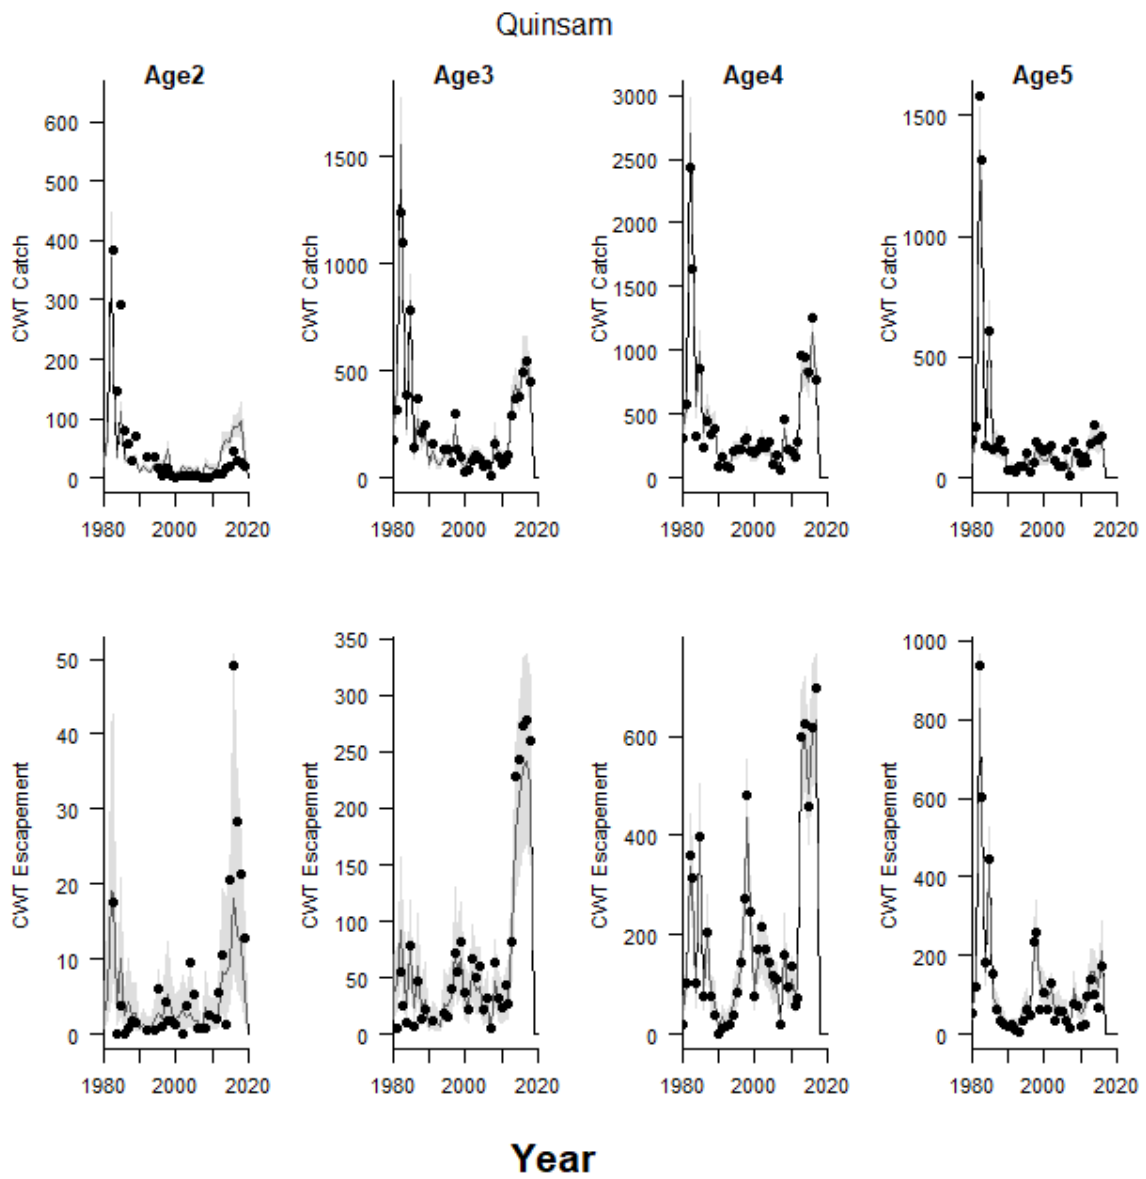 Quinsam
Age2 Age3 Age4 Age5
CWT Catch
0 100 200 300 400 500 600
1980 2000 2020
CWT Catch
0 500 1000 1500
1980 2000 2020
CWT Catch
0 500 1000 1500 2000 2500 3000
1980 2000 2020
CWT Catch
0 500 1000 1500
1980 2000 2020
CWT Escapement
0 10 20 30 40 50
1980 2000 2020
CWT Escapement
0 50 100 150 200 250 300 350
1980 2000 2020
CWT Escapement
0 200 400 600
1980 2000 2020
CWT Escapement
0 200 400 600 800 1000
1980 2000 2020
Year